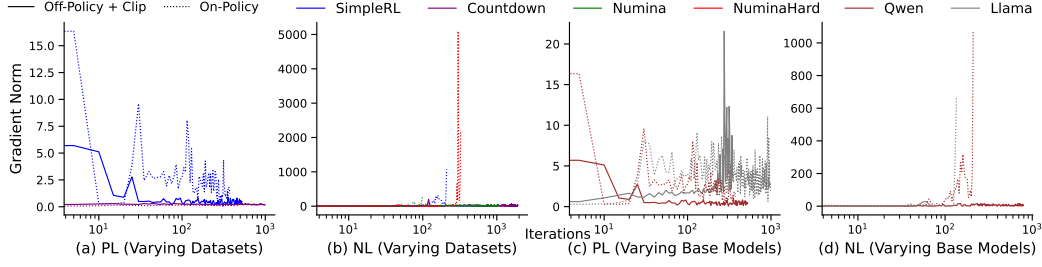 Off-Policy + Clip On-Policy SimpleRL Countdown Numina NuminaHard Qwen Llama
Gradient Norm
15.0
12.5
10.0
7.5
5.0
2.5
0.0
10¹ 10² 10³
(a) PL (Varying Datasets)
5000
4000
3000
2000
1000
0
10¹ 10² 10³
(b) NL (Varying Datasets)
Iterations
20
15
10
5
0
10¹ 10² 10³
(c) PL (Varying Base Models)
1000
800
600
400
200
0
10¹ 10² 10³
(d) NL (Varying Base Models)